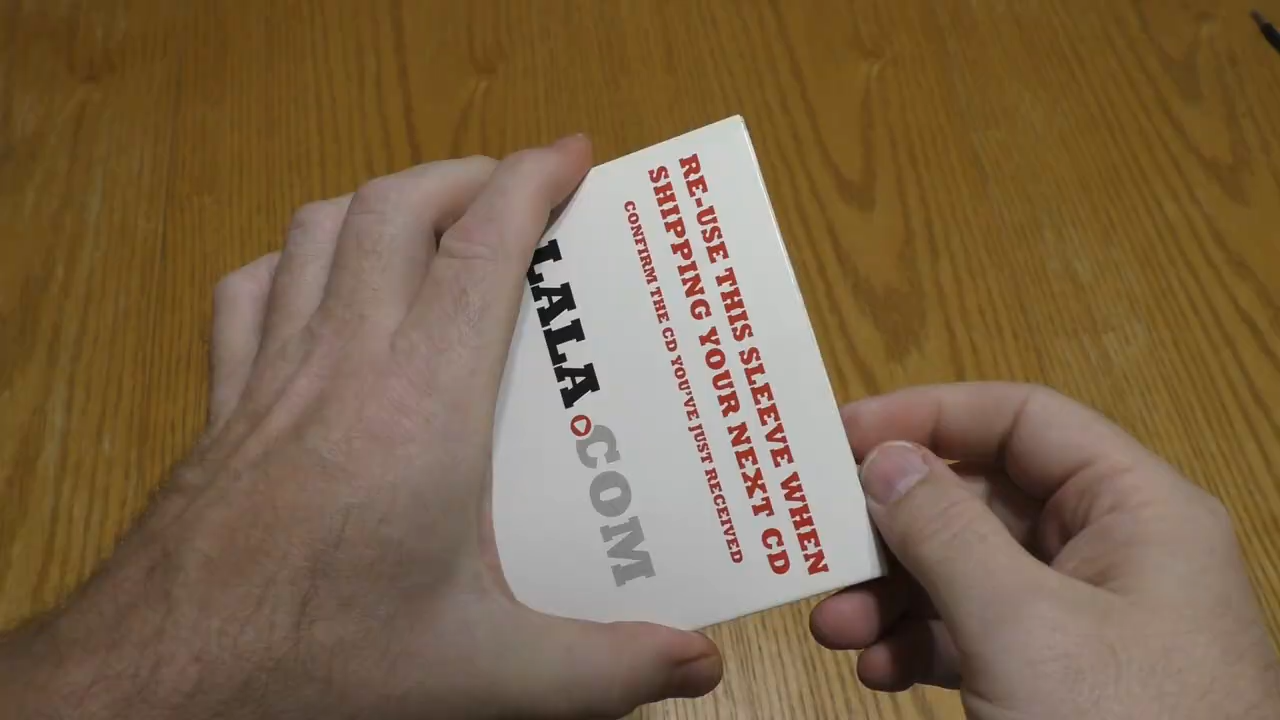 RE-USE THIS SLEEVE WHEN
SHIPPING YOUR NEXT CD
CONFIRM THE CD YOU'VE JUST RECEIVED
LALA.COM